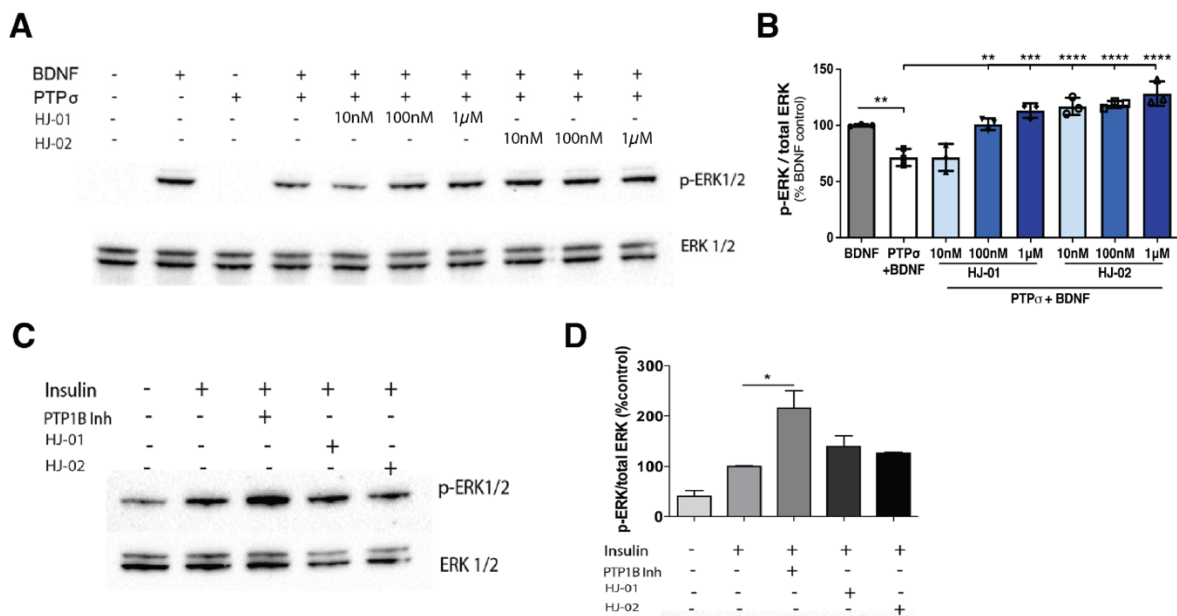 A
BDNF - + - + + + + + + +
PTPσ - - + + + + + + + +
HJ-01 - - - - 10nM 100nM 1µM - - -
HJ-02 - - - - - - - 10nM 100nM 1µM
p-ERK1/2
ERK 1/2
B
** *** **** **** ****
**
p-ERK / total ERK
(% BDNF control)
150
100
50
0
BDNF PTPσ +BDNF 10nM 100nM 1µM 10nM 100nM 1µM
HJ-01 HJ-02
PTPσ + BDNF
C
Insulin - + + + +
PTP1B Inh - - + - -
HJ-01 - - - + -
HJ-02 - - - - +
p-ERK1/2
ERK 1/2
D
p-ERK/total ERK (%control)
300
200
100
0
*
Insulin - + + + +
PTP1B Inh - - + - -
HJ-01 - - - + -
HJ-02 - - - - +